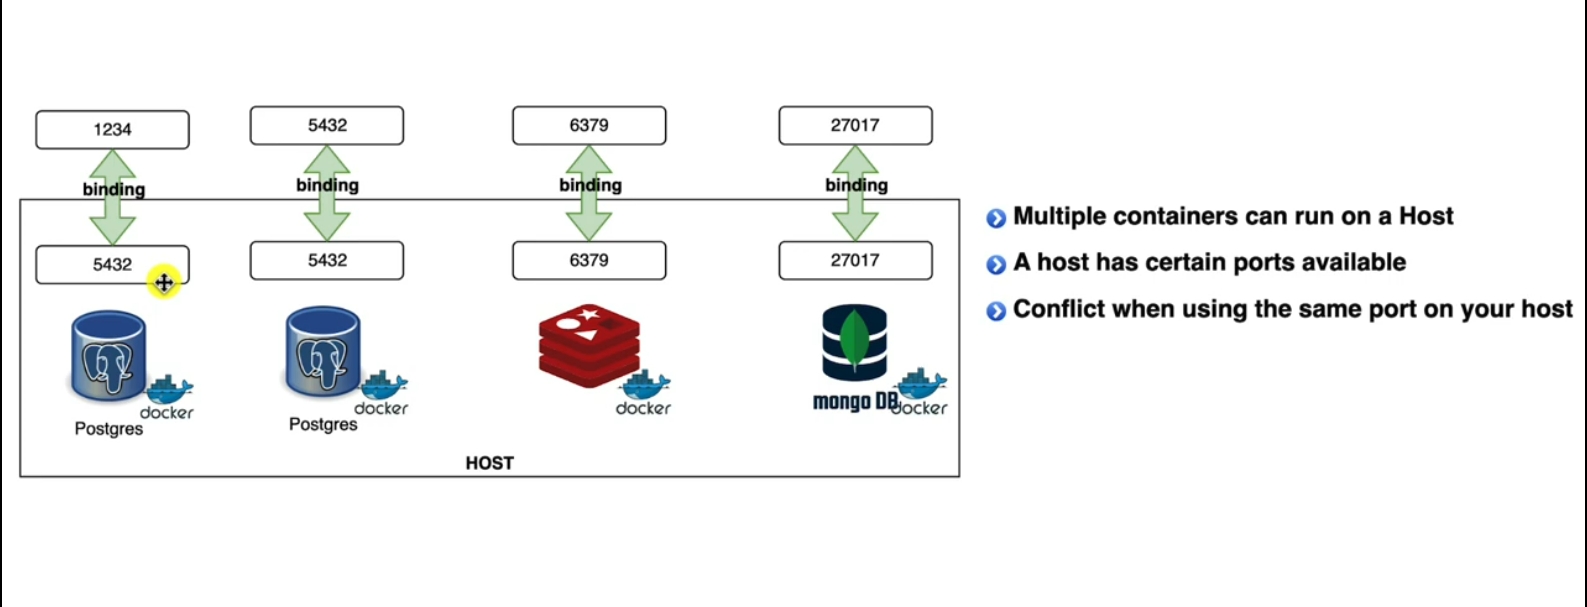 1234
5432
6379
27017
binding
binding
binding
binding
5432
5432
6379
27017
docker
Postgres
docker
Postgres
docker
mongo DB
docker
HOST
Multiple containers can run on a Host
A host has certain ports available
Conflict when using the same port on your host